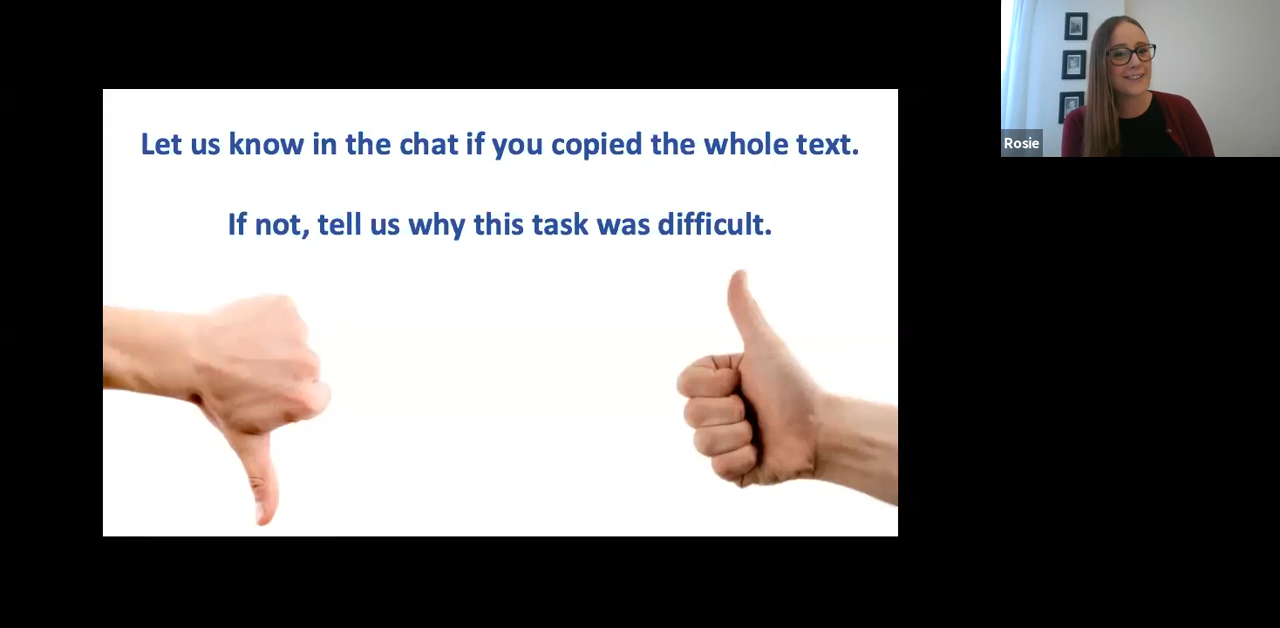 Let us know in the chat if you copied the whole text.
If not, tell us why this task was difficult.
Rosie